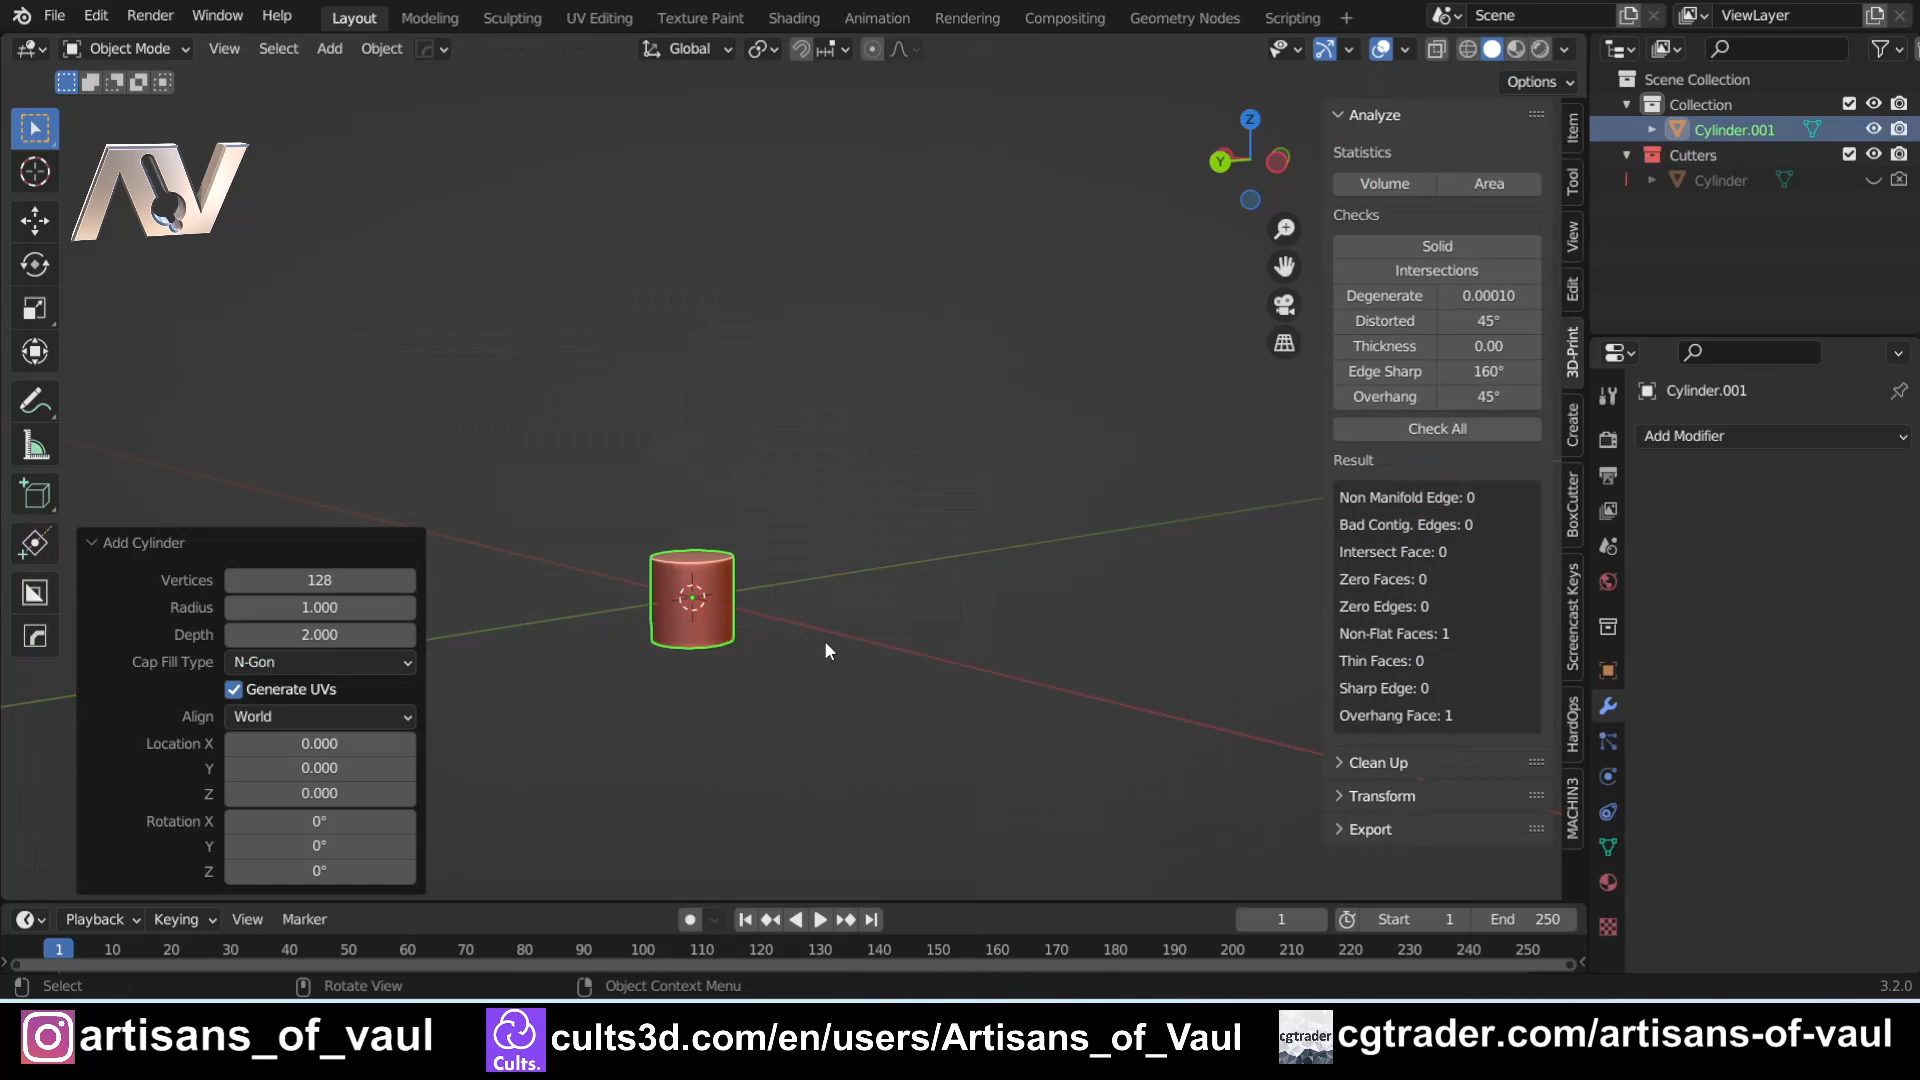 File Edit Render Window Help
Layout Modeling Sculpting UV Editing Texture Paint Shading Animation Rendering Compositing Geometry Nodes Scripting +
Scene
ViewLayer
Object Mode View Select Add Object
Global
Options
Scene Collection
Collection
Cylinder.001
Cutters
Cylinder
AV
Z
Y
Analyze
Statistics
Volume Area
Checks
Solid
Intersections
Degenerate 0.00010
Distorted 45°
Thickness 0.00
Edge Sharp 160°
Overhang 45°
Check All
Result
Non Manifold Edge: 0
Bad Contig. Edges: 0
Intersect Face: 0
Zero Faces: 0
Zero Edges: 0
Non-Flat Faces: 1
Thin Faces: 0
Sharp Edge: 0
Overhang Face: 1
Clean Up
Transform
Export
Item
Tool
View
Edit
3D-Print
Create
BoxCutter
Screencast Keys
HardOps
MACHIN3
Cylinder.001
Add Modifier
Add Cylinder
Vertices 128
Radius 1.000
Depth 2.000
Cap Fill Type N-Gon
Generate UVs
Align World
Location X 0.000
Y 0.000
Z 0.000
Rotation X 0°
Y 0°
Z 0°
Playback Keying View Marker
1 Start 1 End 250
1 10 20 30 40 50 60 70 80 90 100 110 120 130 140 150 160 170 180 190 200 210 220 230 240 250
Select Rotate View Object Context Menu 3.2.0
artisans_of_vaul
Cults.
cults3d.com/en/users/Artisans_of_Vaul
cgtrader
cgtrader.com/artisans-of-vaul